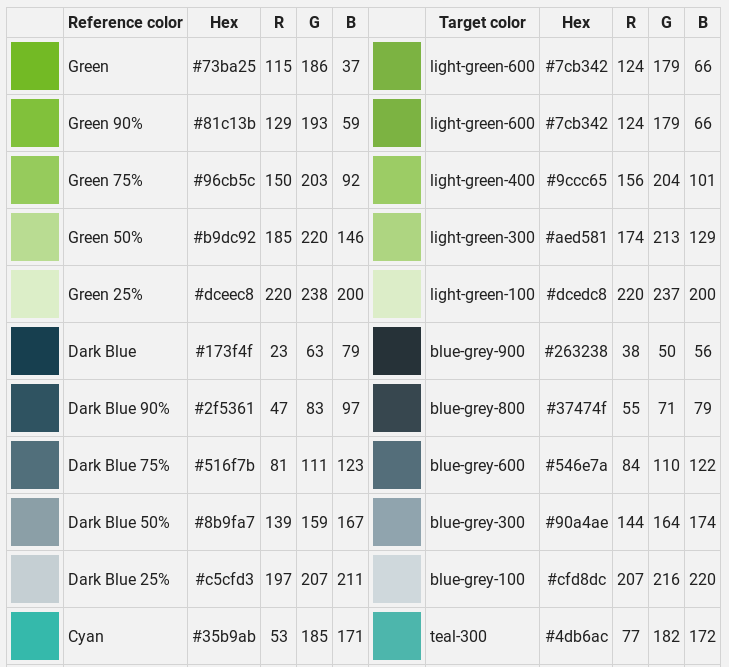 Reference color Hex R G B Target color Hex R G B
Green #73ba25 115 186 37 light-green-600 #7cb342 124 179 66
Green 90% #81c13b 129 193 59 light-green-600 #7cb342 124 179 66
Green 75% #96cb5c 150 203 92 light-green-400 #9ccc65 156 204 101
Green 50% #b9dc92 185 220 146 light-green-300 #aed581 174 213 129
Green 25% #dceec8 220 238 200 light-green-100 #dcedc8 220 237 200
Dark Blue #173f4f 23 63 79 blue-grey-900 #263238 38 50 56
Dark Blue 90% #2f5361 47 83 97 blue-grey-800 #37474f 55 71 79
Dark Blue 75% #516f7b 81 111 123 blue-grey-600 #546e7a 84 110 122
Dark Blue 50% #8b9fa7 139 159 167 blue-grey-300 #90a4ae 144 164 174
Dark Blue 25% #c5cfd3 197 207 211 blue-grey-100 #cfd8dc 207 216 220
Cyan #35b9ab 53 185 171 teal-300 #4db6ac 77 182 172